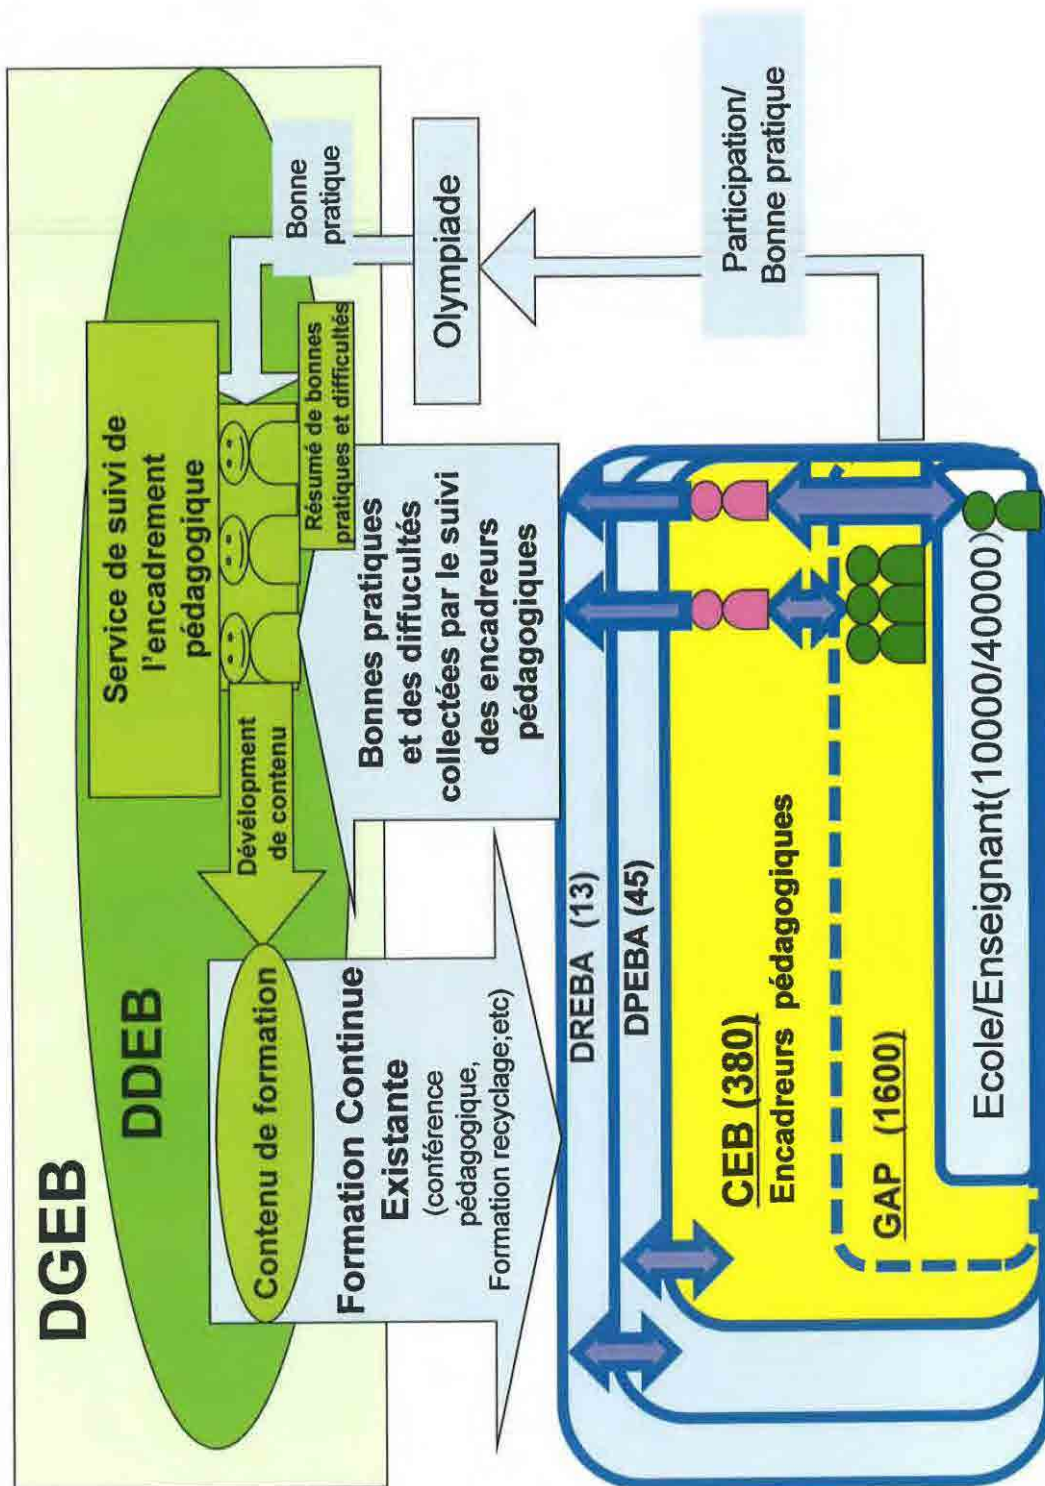 DGEB
DDEB
Service de suivi de
l'encadrement
pédagogique
Contenu de formation
Dévélopment
de contenu
Bonne
pratique
Résumé de bonnes
pratiques et difficultés
Formation Continue
Existante
(conférence
pédagogique,
Formation recyclage;etc)
Bonnes pratiques
et des diffucultés
collectées par le suivi
des encadreurs
pédagogiques
Olympiade
Participation/
Bonne pratique
DREBA (13)
DPEBA (45)
CEB (380)
Encadreurs pédagogiques
GAP (1600)
Ecole/Enseignant(10000/40000)